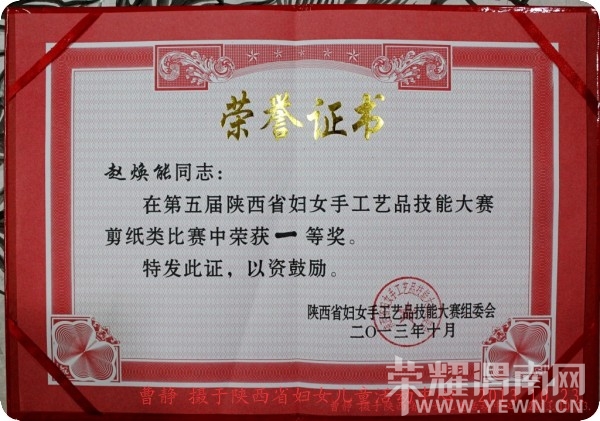 荣誉证书
赵焕能同志：
在第五届陕西省妇女手工艺品技能大赛
剪纸类比赛中荣获一等奖。
特发此证，以资鼓励。
陕西省妇女手工艺品技能大赛组委会
二〇一三年十月
荣耀渭南网
曹静 摄于陕西省妇女儿童活
WWW.YEWN.CN